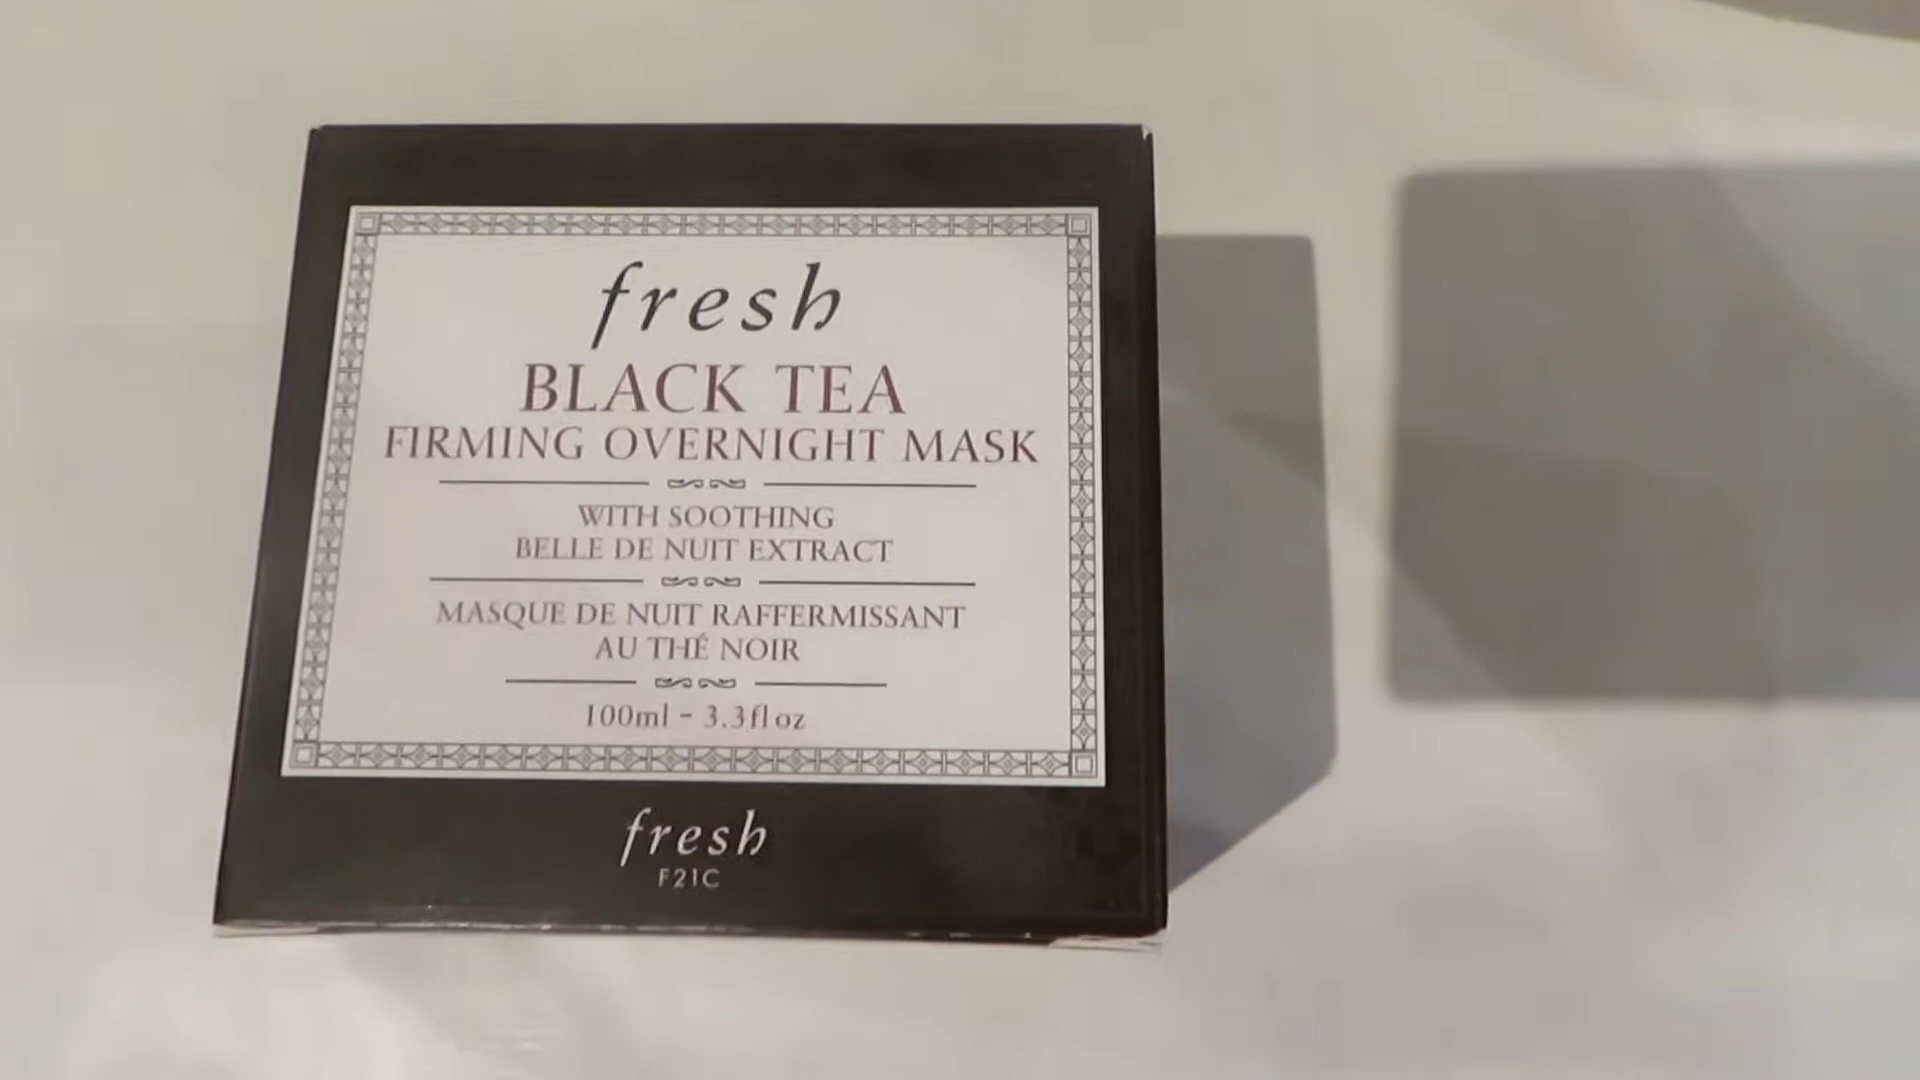 fresh
BLACK TEA
FIRMING OVERNIGHT MASK
WITH SOOTHING
BELLE DE NUIT EXTRACT
MASQUE DE NUIT RAFFERMISSANT
AU THÉ NOIR
100ml - 3.3fl oz
fresh
F21C